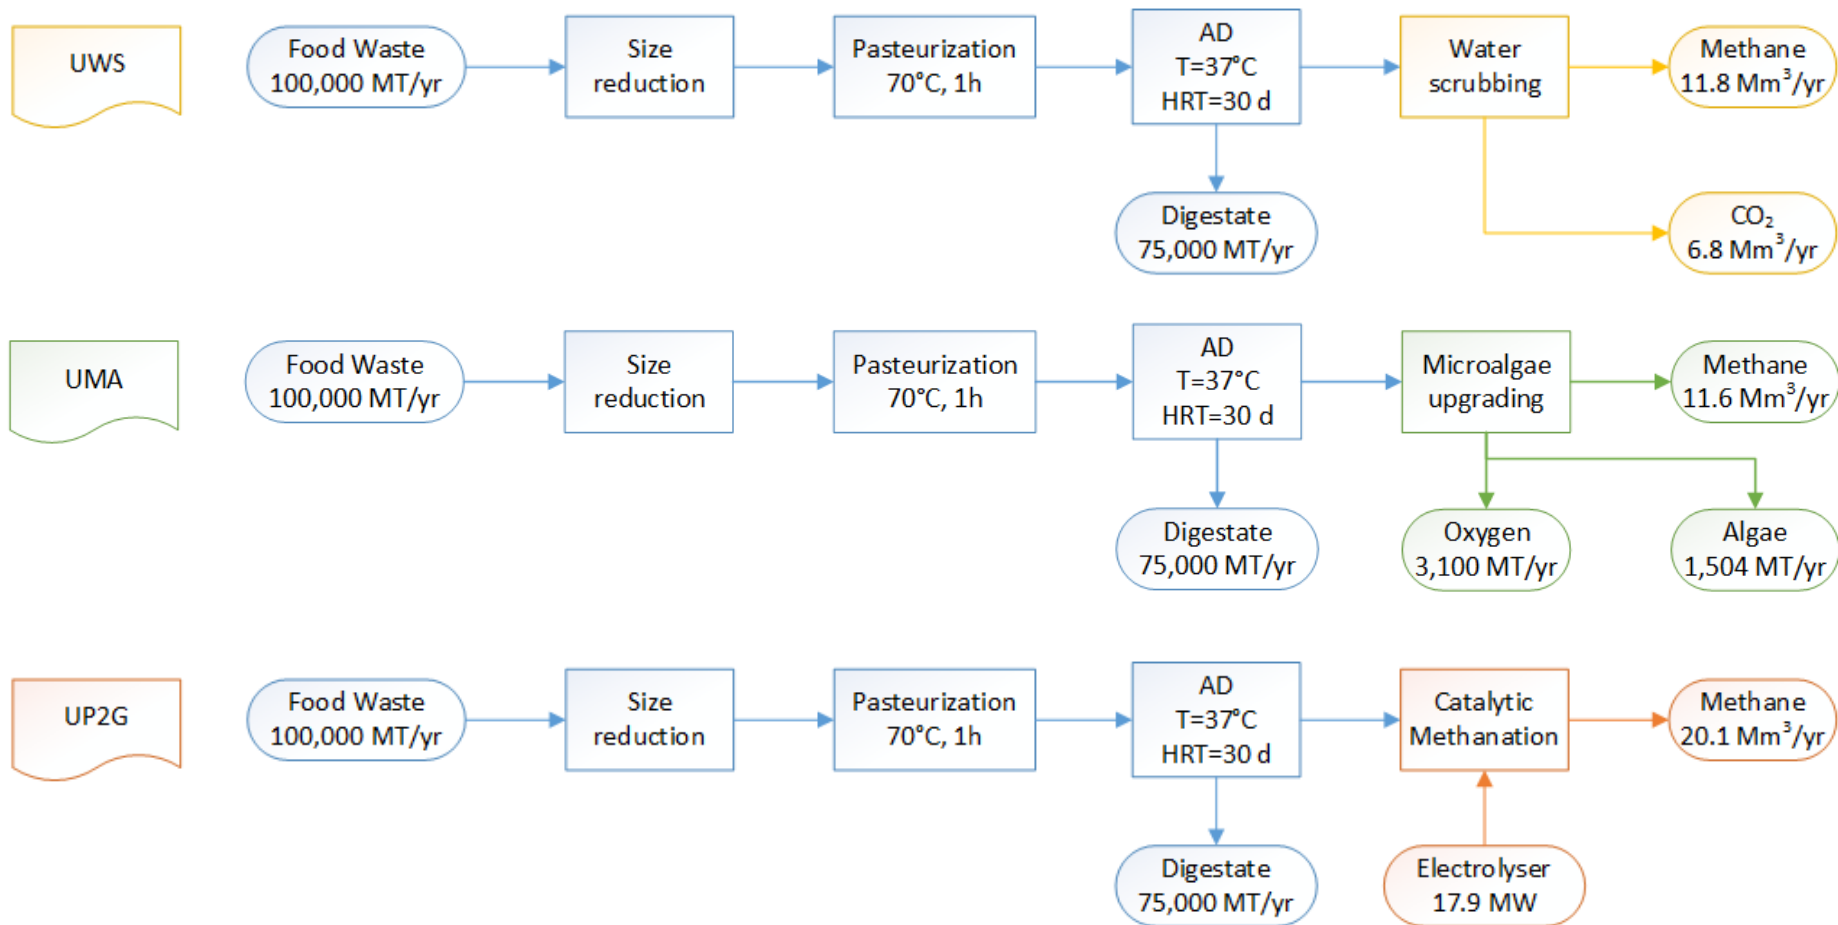 UWS
Food Waste
100,000 MT/yr
Size
reduction
Pasteurization
70°C, 1h
AD
T=37°C
HRT=30 d
Water
scrubbing
Methane
11.8 Mm³/yr
Digestate
75,000 MT/yr
CO₂
6.8 Mm³/yr
UMA
Food Waste
100,000 MT/yr
Size
reduction
Pasteurization
70°C, 1h
AD
T=37°C
HRT=30 d
Microalgae
upgrading
Methane
11.6 Mm³/yr
Digestate
75,000 MT/yr
Oxygen
3,100 MT/yr
Algae
1,504 MT/yr
UP2G
Food Waste
100,000 MT/yr
Size
reduction
Pasteurization
70°C, 1h
AD
T=37°C
HRT=30 d
Catalytic
Methanation
Methane
20.1 Mm³/yr
Digestate
75,000 MT/yr
Electrolyser
17.9 MW